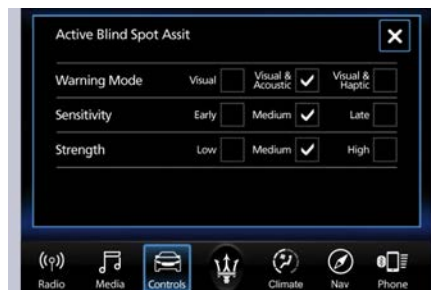 Active Blind Spot Assit
Warning Mode Visual Visual & Acoustic Visual & Haptic
Sensitivity Early Medium Late
Strength Low Medium High
Radio Media Controls Climate Nav Phone